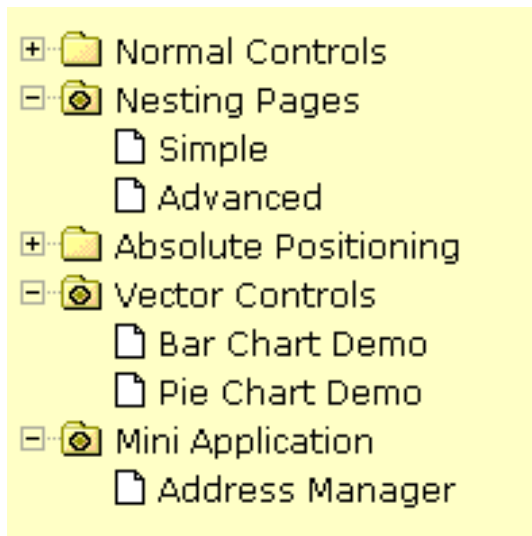 Normal Controls
Nesting Pages
Simple
Advanced
Absolute Positioning
Vector Controls
Bar Chart Demo
Pie Chart Demo
Mini Application
Address Manager